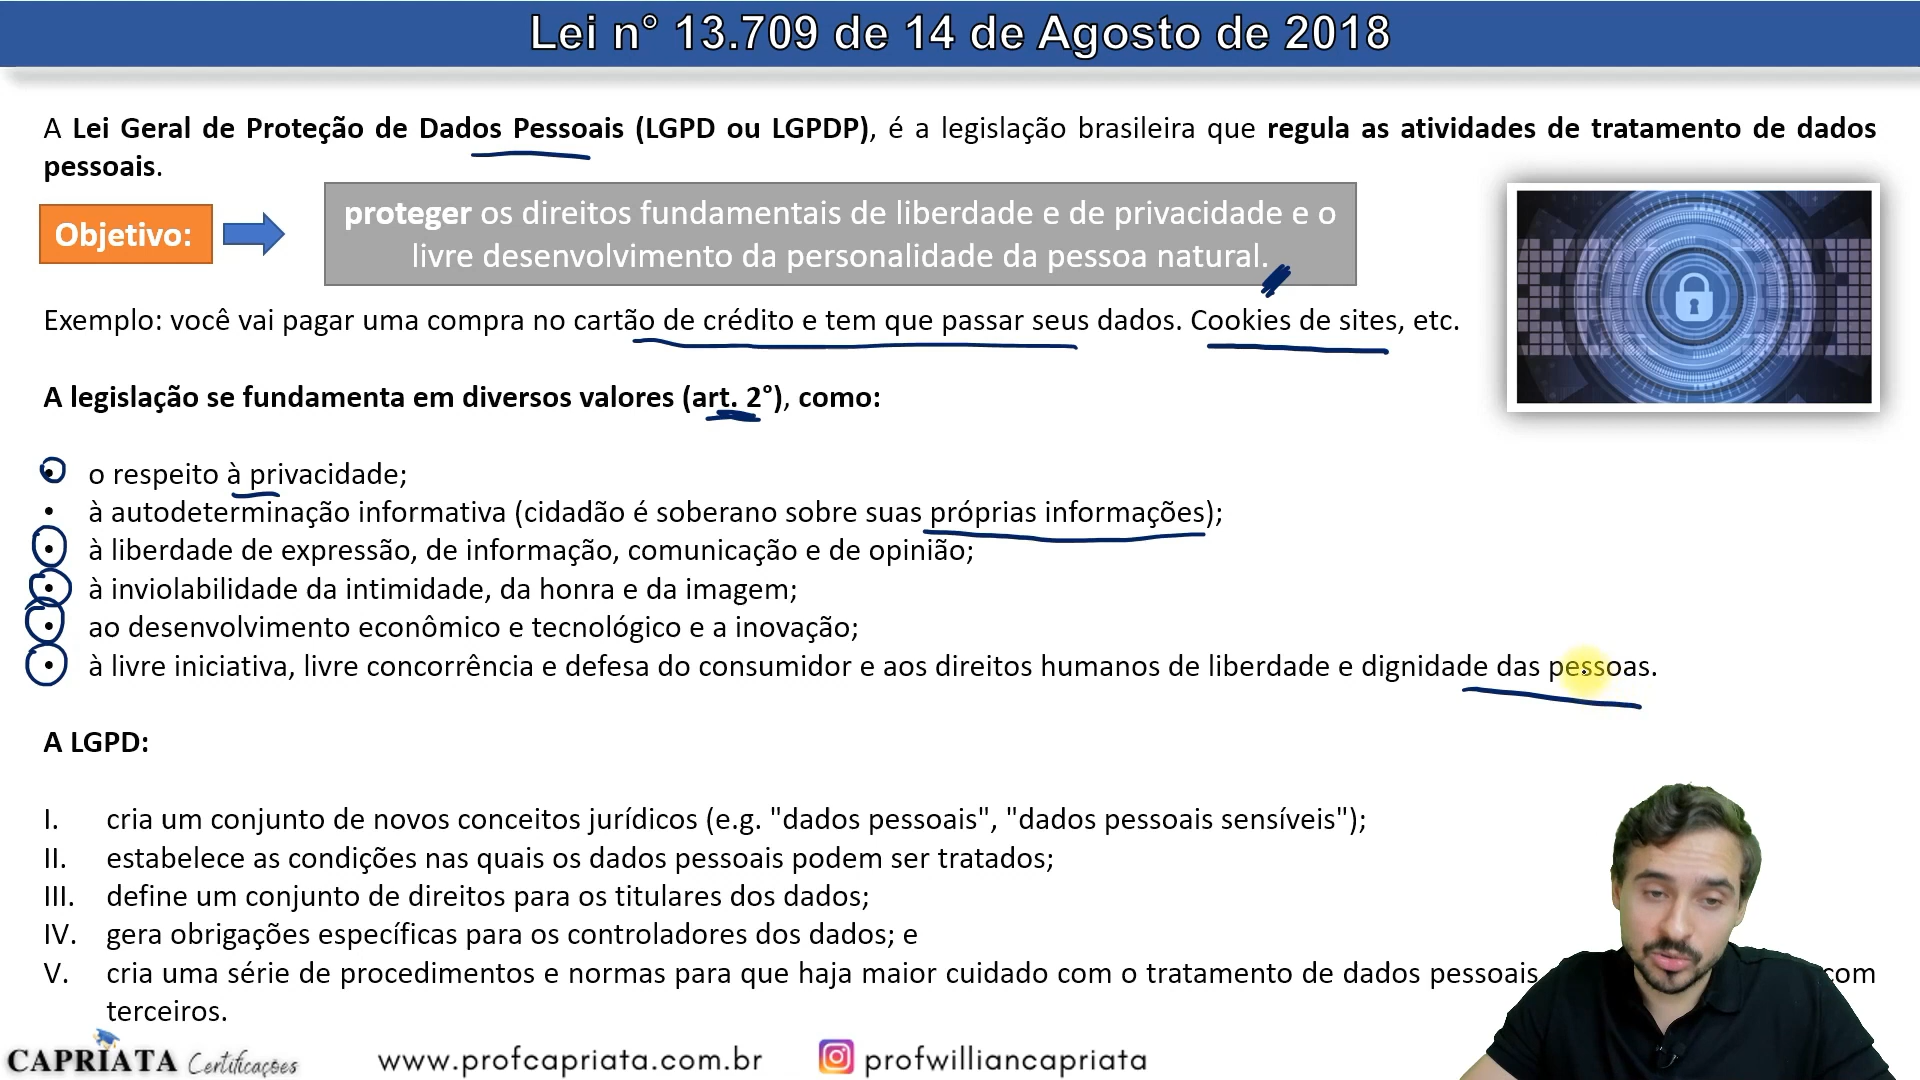 Lei n° 13.709 de 14 de Agosto de 2018
A Lei Geral de Proteção de Dados Pessoais (LGPD ou LGPDP), é a legislação brasileira que regula as atividades de tratamento de dados
pessoais.
Objetivo:
proteger os direitos fundamentais de liberdade e de privacidade e o
livre desenvolvimento da personalidade da pessoa natural.
Exemplo: você vai pagar uma compra no cartão de crédito e tem que passar seus dados. Cookies de sites, etc.
A legislação se fundamenta em diversos valores (art. 2°), como:
• o respeito à privacidade;
• à autodeterminação informativa (cidadão é soberano sobre suas próprias informações);
• à liberdade de expressão, de informação, comunicação e de opinião;
• à inviolabilidade da intimidade, da honra e da imagem;
• ao desenvolvimento econômico e tecnológico e a inovação;
• à livre iniciativa, livre concorrência e defesa do consumidor e aos direitos humanos de liberdade e dignidade das pessoas.
A LGPD:
I. cria um conjunto de novos conceitos jurídicos (e.g. "dados pessoais", "dados pessoais sensíveis");
II. estabelece as condições nas quais os dados pessoais podem ser tratados;
III. define um conjunto de direitos para os titulares dos dados;
IV. gera obrigações específicas para os controladores dos dados; e
V. cria uma série de procedimentos e normas para que haja maior cuidado com o tratamento de dados pessoais com
terceiros.
CAPRIATA Certificações
www.profcapriata.com.br
profwilliancapriata